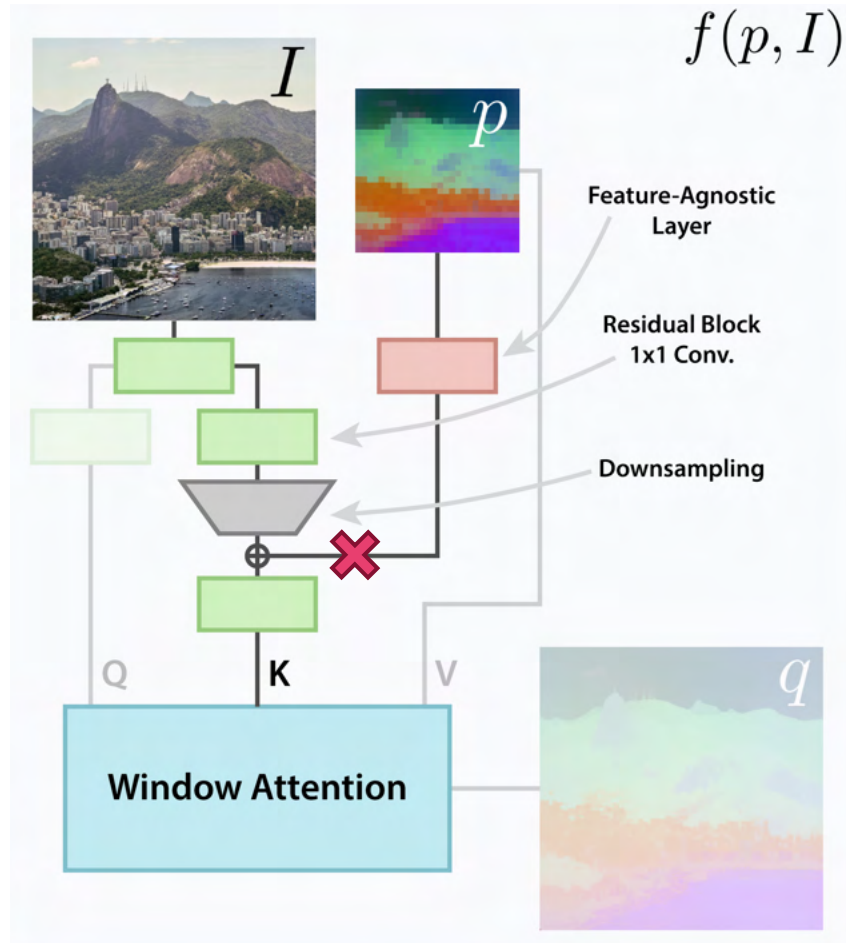 f(p, I)
I
p
Feature-Agnostic
Layer
Residual Block
1x1 Conv.
Downsampling
Q
K
V
q
Window Attention